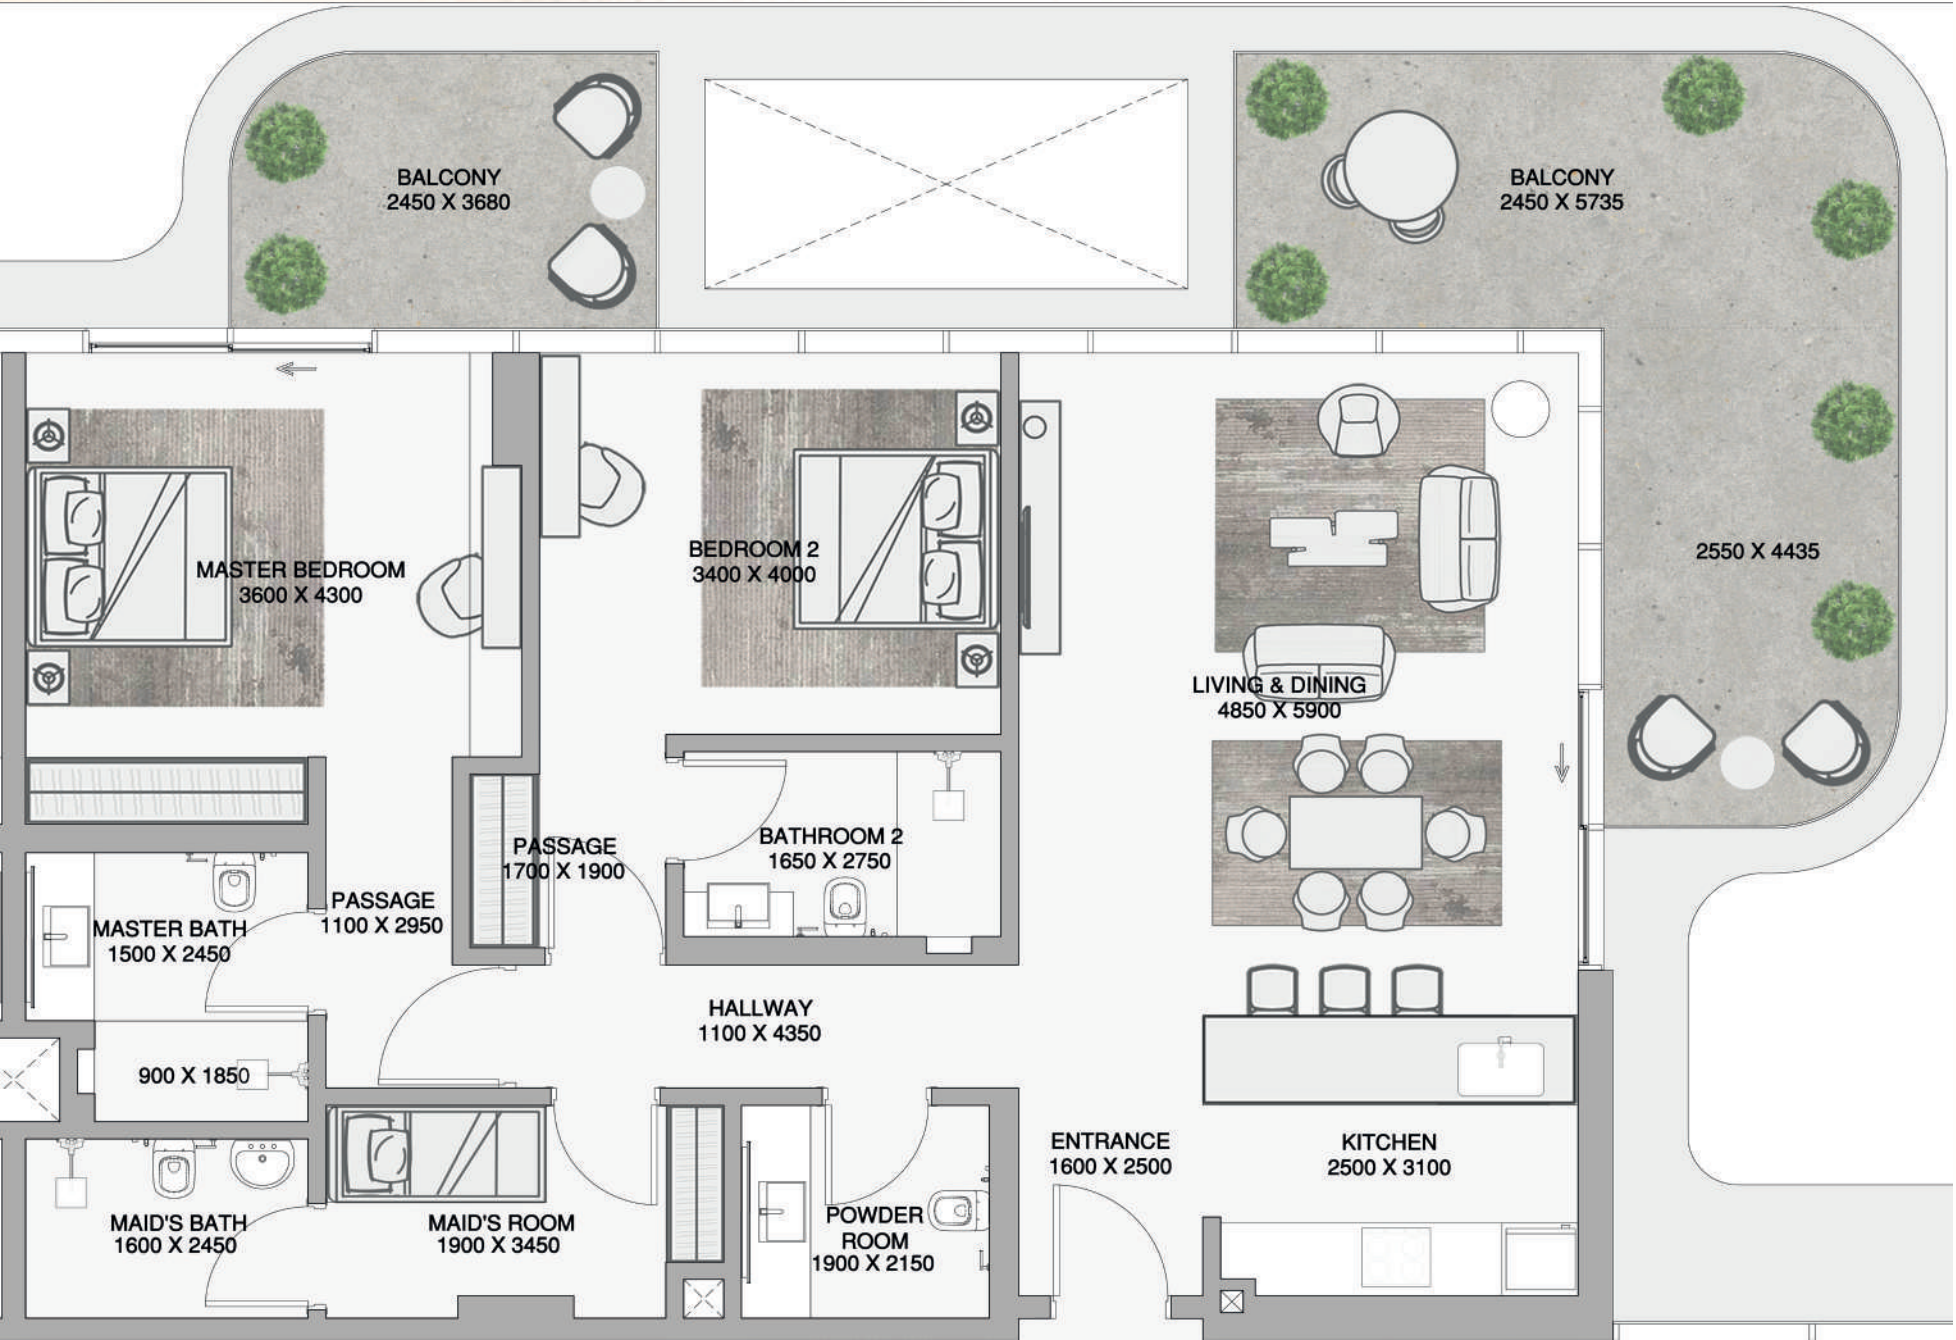 BALCONY
2450 X 3680
BALCONY
2450 X 5735
MASTER BEDROOM
3600 X 4300
BEDROOM 2
3400 X 4000
2550 X 4435
LIVING & DINING
4850 X 5900
PASSAGE
1700 X 1900
BATHROOM 2
1650 X 2750
MASTER BATH
1500 X 2450
PASSAGE
1100 X 2950
HALLWAY
1100 X 4350
900 X 1850
ENTRANCE
1600 X 2500
KITCHEN
2500 X 3100
MAID'S BATH
1600 X 2450
MAID'S ROOM
1900 X 3450
POWDER
ROOM
1900 X 2150